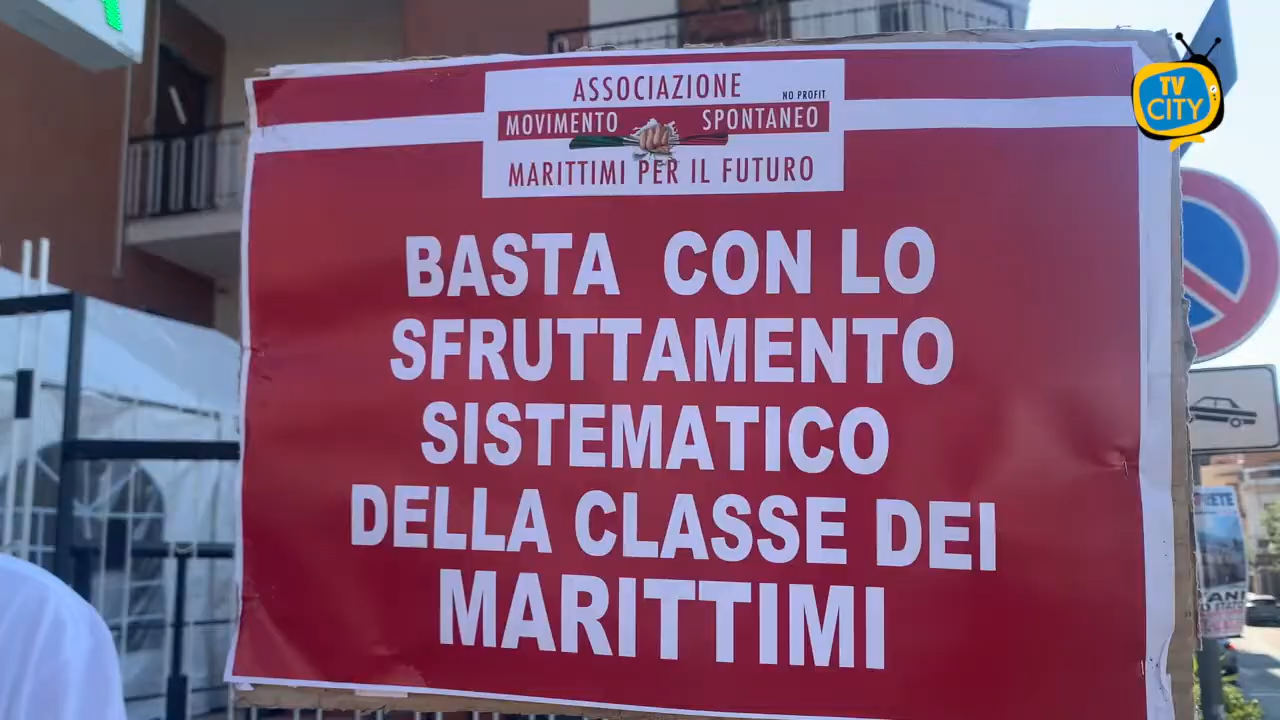 TV
CITY
ASSOCIAZIONE
NO PROFIT
MOVIMENTO SPONTANEO
MARITTIMI PER IL FUTURO
BASTA CON LO
SFRUTTAMENTO
SISTEMATICO
DELLA CLASSE DEI
MARITTIMI